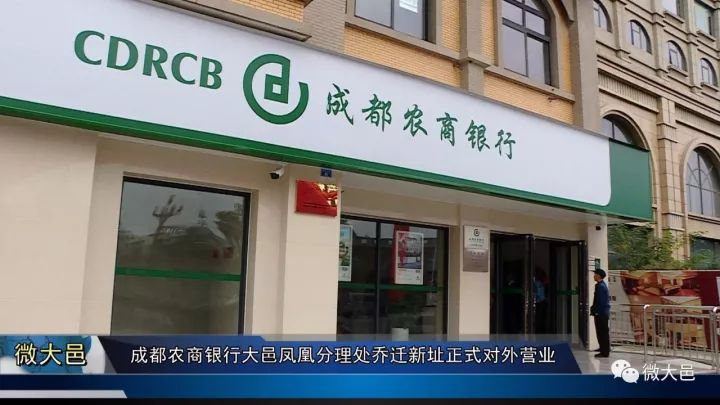 CDRCB 成都农商银行
微大邑 成都农商银行大邑凤凰分理处乔迁新址正式对外营业
微大邑